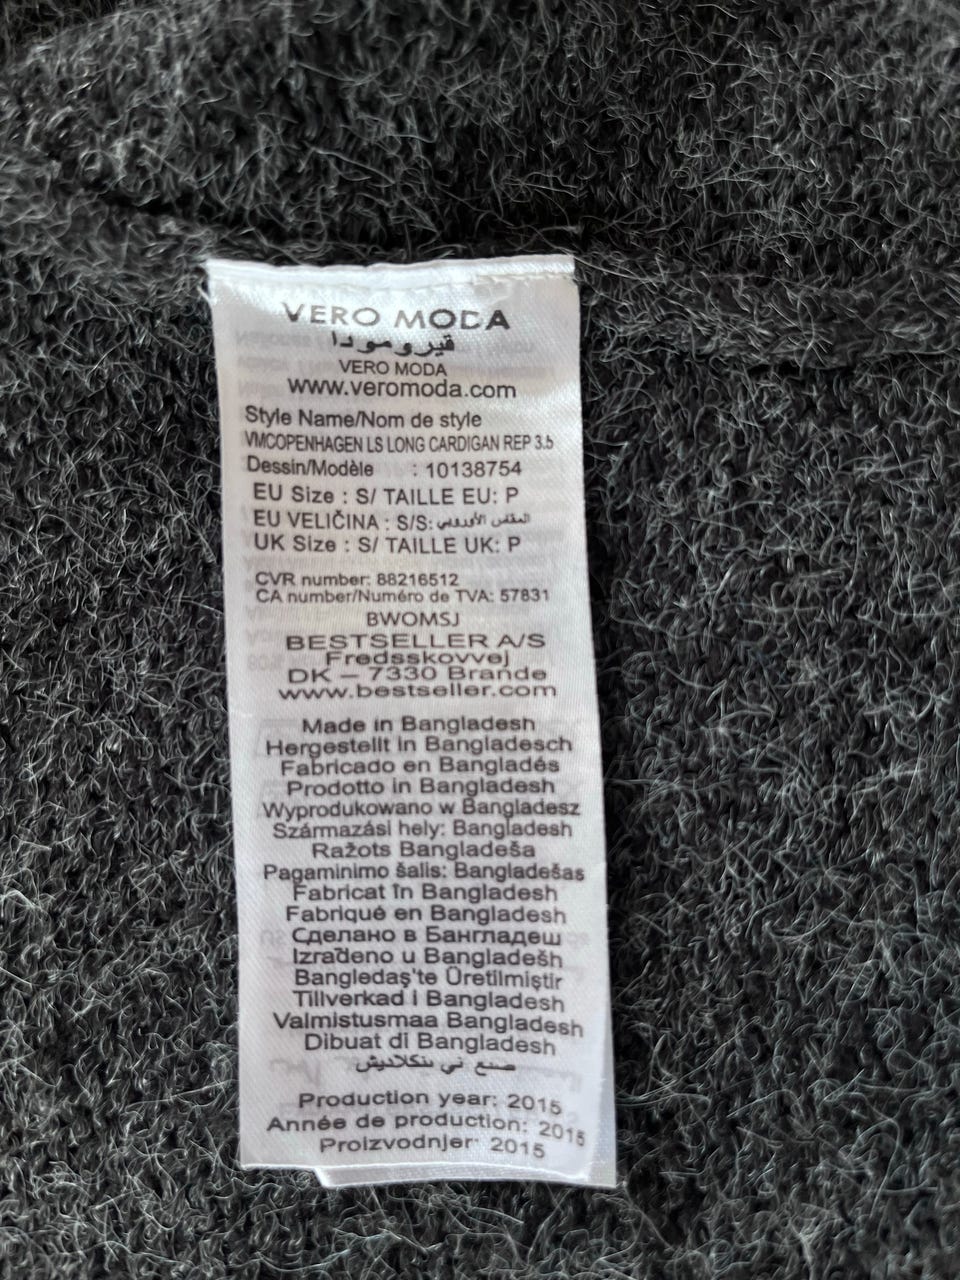 VERO MODA
ڤيرومودا
VERO MODA
www.veromoda.com
Style Name/Nom de style
VMCOPENHAGEN LS LONG CARDIGAN REP 3.5
Dessin/Modèle : 10138754
EU Size : S/ TAILLE EU: P
EU VELIČINA : S/S: المقاس الأوروبي
UK Size : S/ TAILLE UK: P
CVR number: 88216512
CA number/Numéro de TVA: 57831
BWOMSJ
BESTSELLER A/S
Fredsskovvej
DK – 7330 Brande
www.bestseller.com
Made in Bangladesh
Hergestellt in Bangladesch
Fabricado en Bangladés
Prodotto in Bangladesh
Wyprodukowano w Bangladesz
Származási hely: Bangladesh
Ražots Bangladeša
Pagaminimo šalis: Bangladešas
Fabricat în Bangladesh
Fabriqué en Bangladesh
Сделано в Бангладеш
Izrađeno u Bangladešh
Bangledaş'te Üretilmiştir
Tillverkad i Bangladesh
Valmistusmaa Bangladesh
Dibuat di Bangladesh
صنع في بنكلاديش
Production year: 2015
Année de production: 2015
Proizvodnjer: 2015